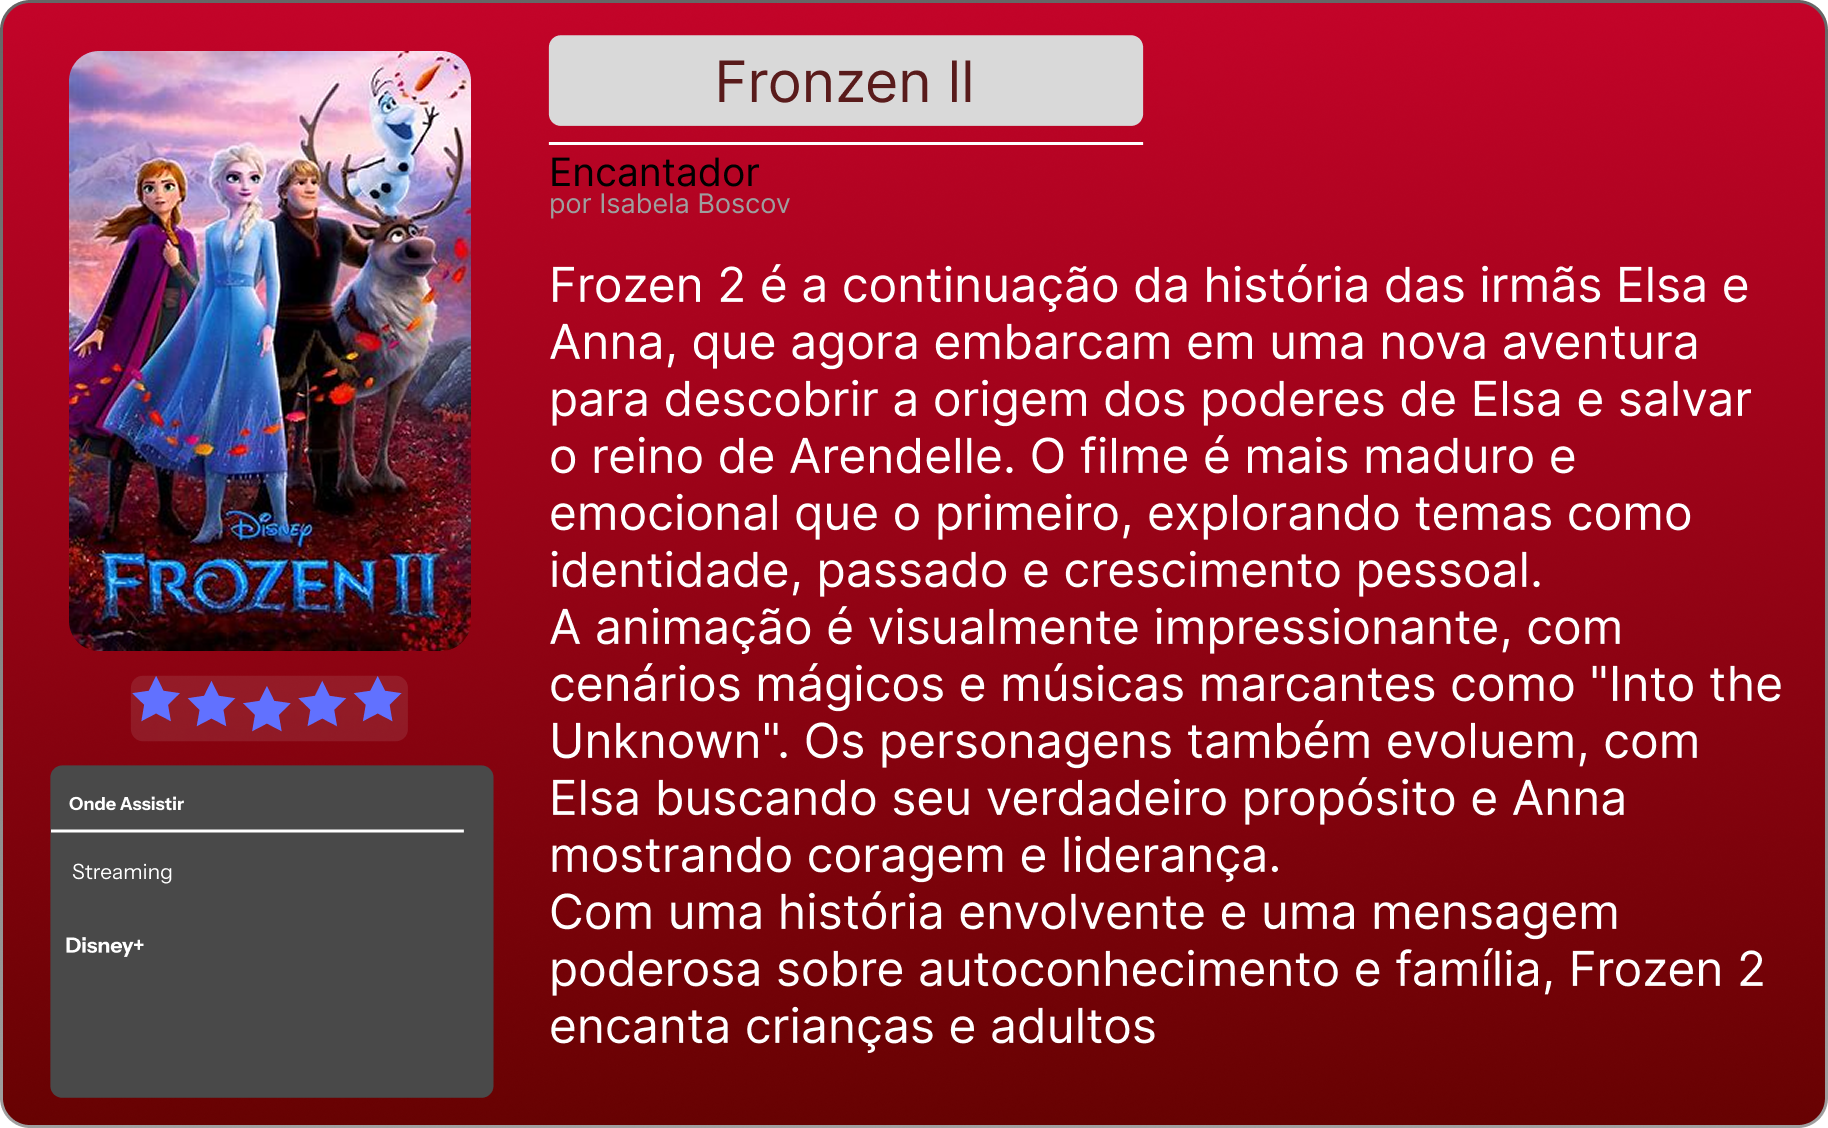 Fronzen II
Encantador
por Isabela Boscov
Frozen 2 é a continuação da história das irmãs Elsa e
Anna, que agora embarcam em uma nova aventura
para descobrir a origem dos poderes de Elsa e salvar
o reino de Arendelle. O filme é mais maduro e
emocional que o primeiro, explorando temas como
identidade, passado e crescimento pessoal.
A animação é visualmente impressionante, com
cenários mágicos e músicas marcantes como "Into the
Unknown". Os personagens também evoluem, com
Elsa buscando seu verdadeiro propósito e Anna
mostrando coragem e liderança.
Com uma história envolvente e uma mensagem
poderosa sobre autoconhecimento e família, Frozen 2
encanta crianças e adultos
Disney
FROZEN II
Onde Assistir
Streaming
Disney+